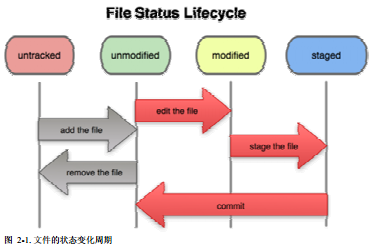 File Status Lifecycle
untracked unmodified modified staged
edit the file
add the file
stage the file
remove the file
commit
图 2-1.文件的状态变化周期